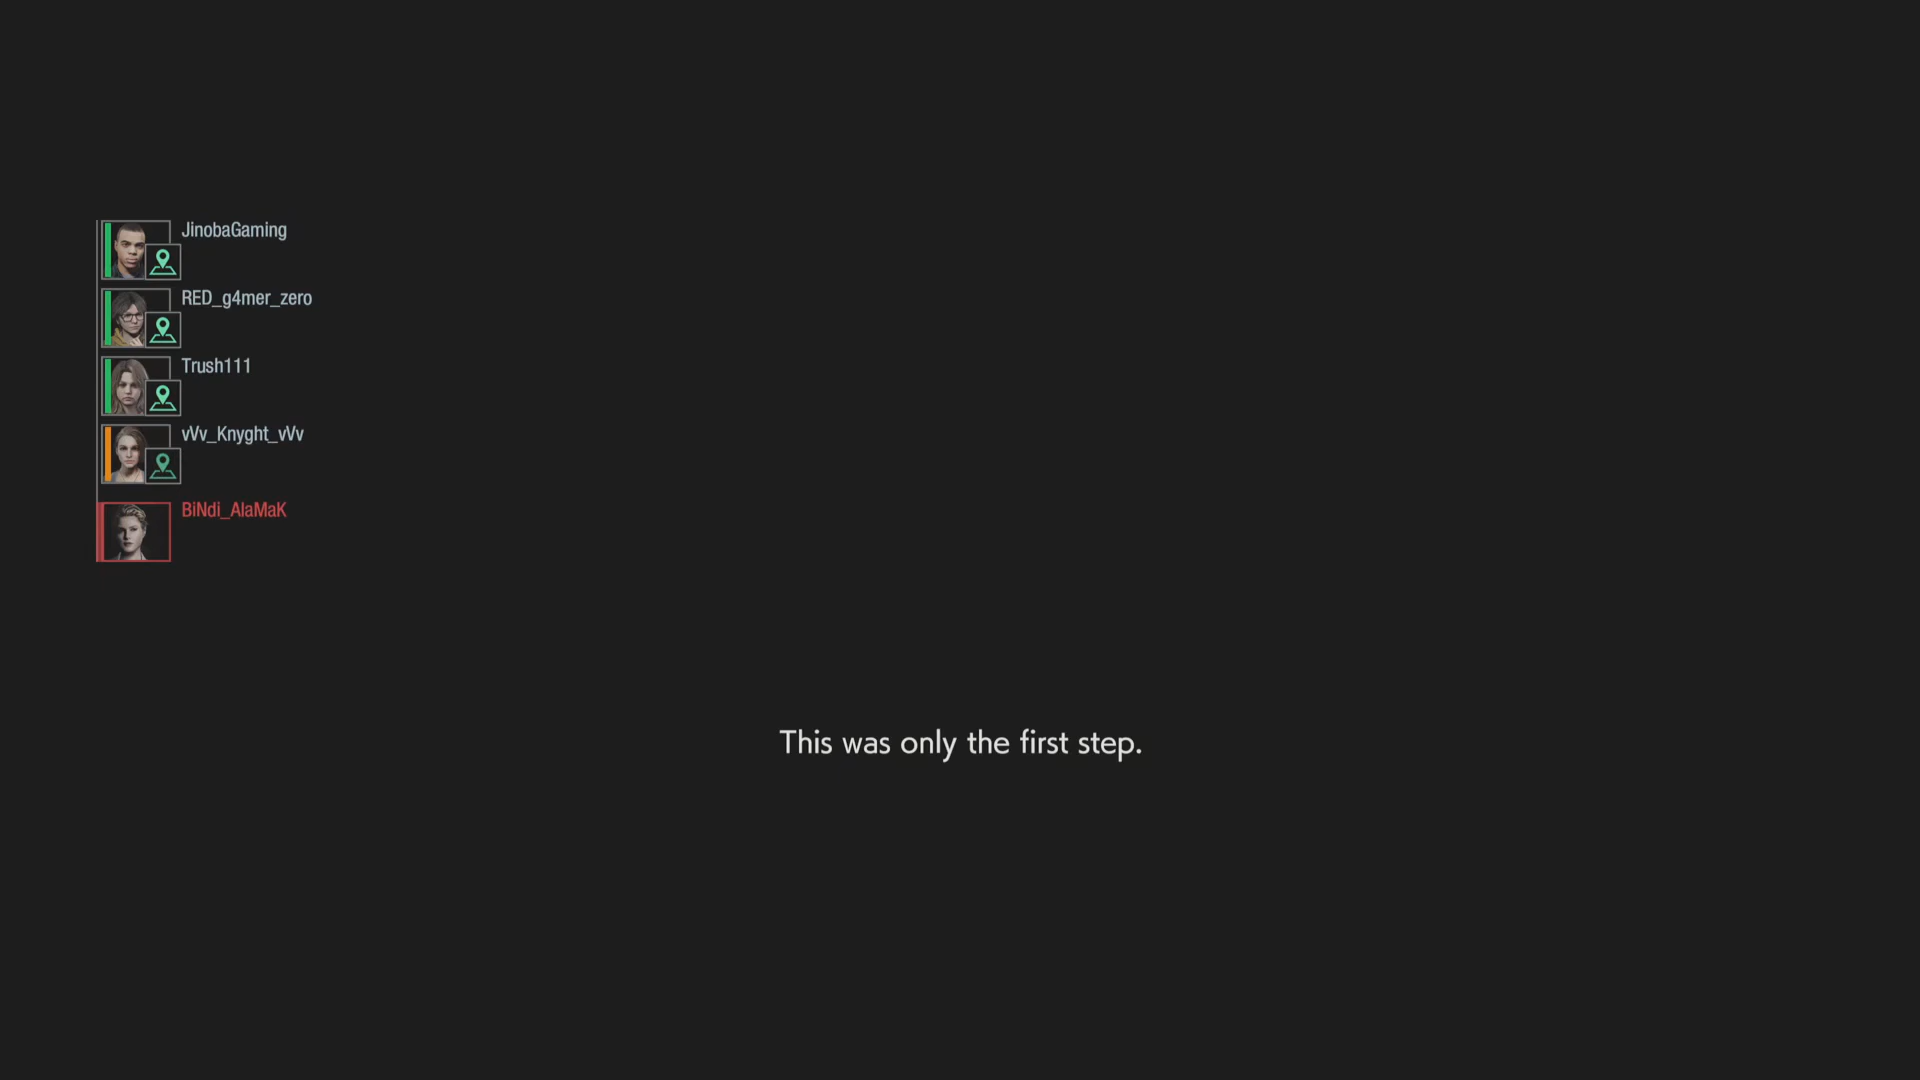 JinobaGaming
RED_g4mer_zero
Trush111
vVv_Knyght_vVv
BiNdi_AlaMaK
This was only the first step.